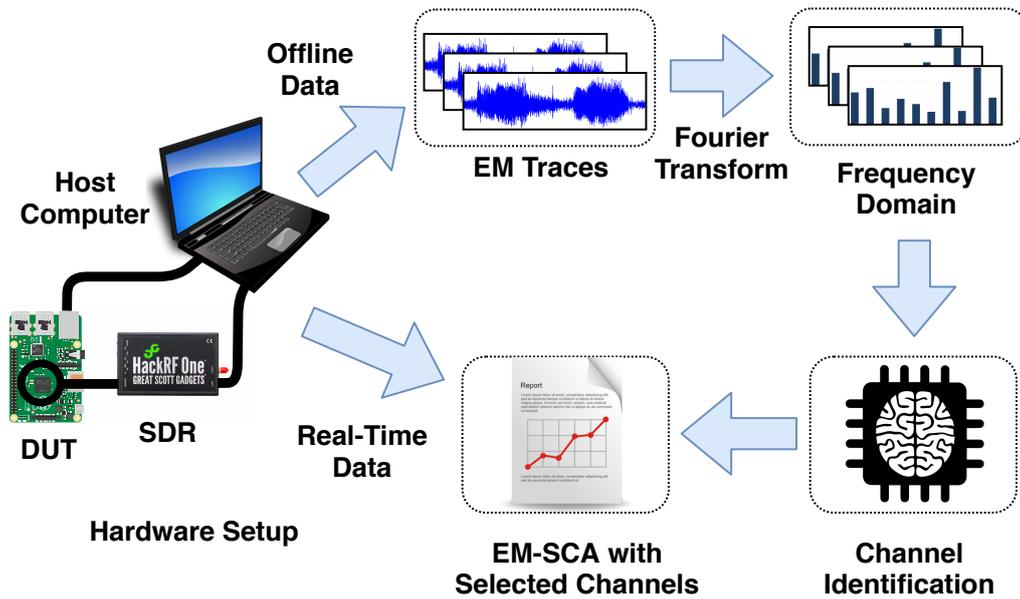 Offline
Data
EM Traces
Fourier
Transform
Frequency
Domain
Host
Computer
HackRF One
GREAT SCOTT GADGETS
DUT
SDR
Real-Time
Data
Hardware Setup
Report
EM-SCA with
Selected Channels
Channel
Identification